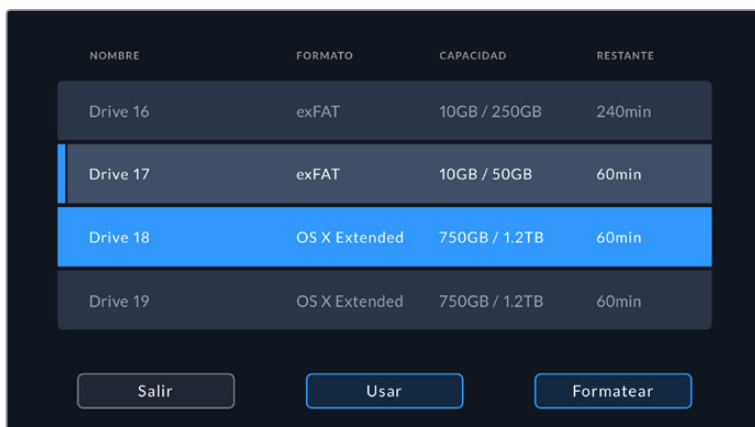 NOMBRE FORMATO CAPACIDAD RESTANTE
Drive 16 exFAT 10GB / 250GB 240min
Drive 17 exFAT 10GB / 50GB 60min
Drive 18 OS X Extended 750GB / 1.2TB 60min
Drive 19 OS X Extended 750GB / 1.2TB 60min
Salir Usar Formatear